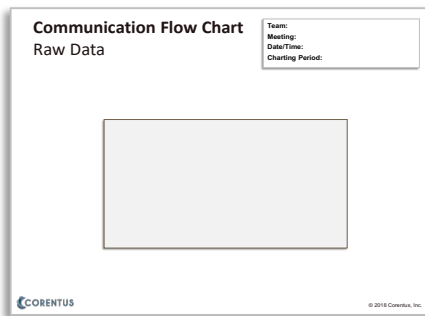 Communication Flow Chart
Raw Data
Team:
Meeting:
Date/Time:
Charting Period:
CORENTUS
© 2018 Corentus, Inc.